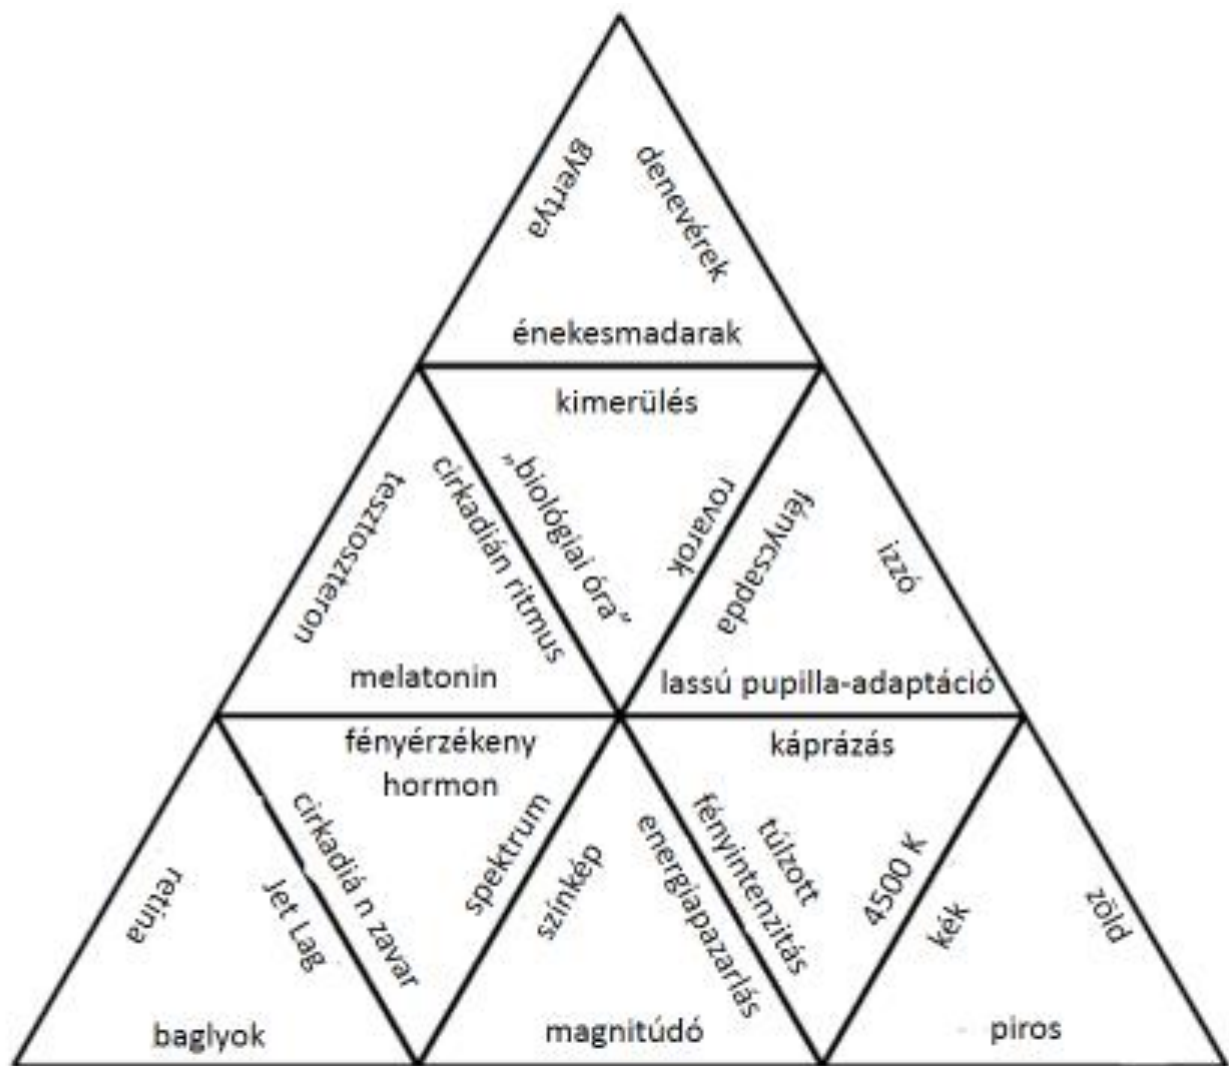 gyertya
denevérek
énekesmadarak
kimerülés
„biológiai óra”
rovarok
tesztoszteron
cirkadián ritmus
melatonin
fénycsapda
izzó
lassú pupilla-adaptáció
fényérzékeny
hormon
cirkadiá n zavar
spektrum
káprázás
túlzott
fényintenzitás
4500 K
retina
Jet Lag
baglyok
színkép
energiapazarlás
magnitúdó
kék
zöld
piros